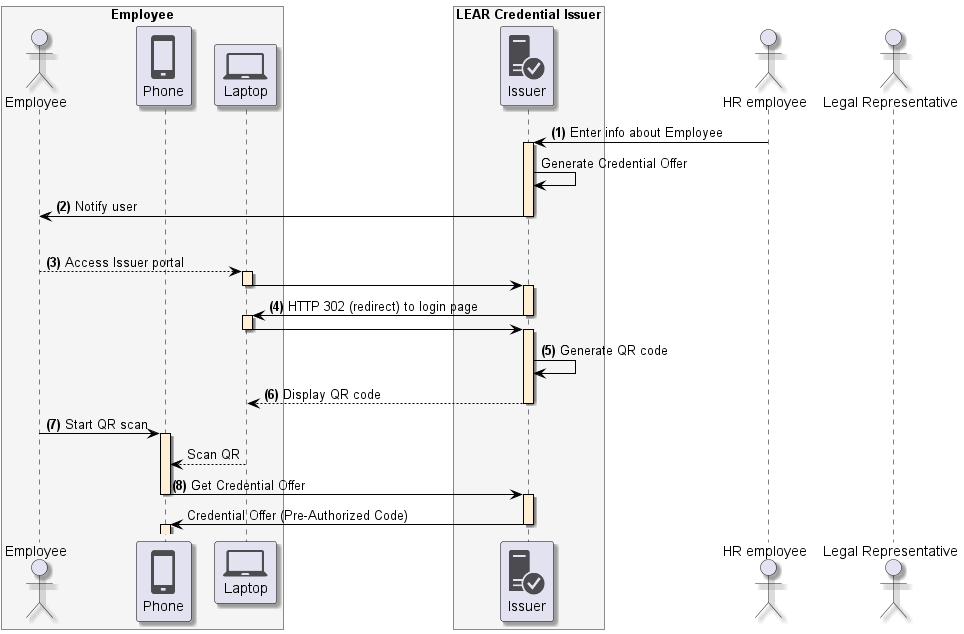 Employee
LEAR Credential Issuer
Employee
Phone
Laptop
Issuer
HR employee
Legal Representative
(1) Enter info about Employee
Generate Credential Offer
(2) Notify user
(3) Access Issuer portal
(4) HTTP 302 (redirect) to login page
(5) Generate QR code
(6) Display QR code
(7) Start QR scan
Scan QR
(8) Get Credential Offer
Credential Offer (Pre-Authorized Code)
Employee
Phone
Laptop
Issuer
HR employee
Legal Representative